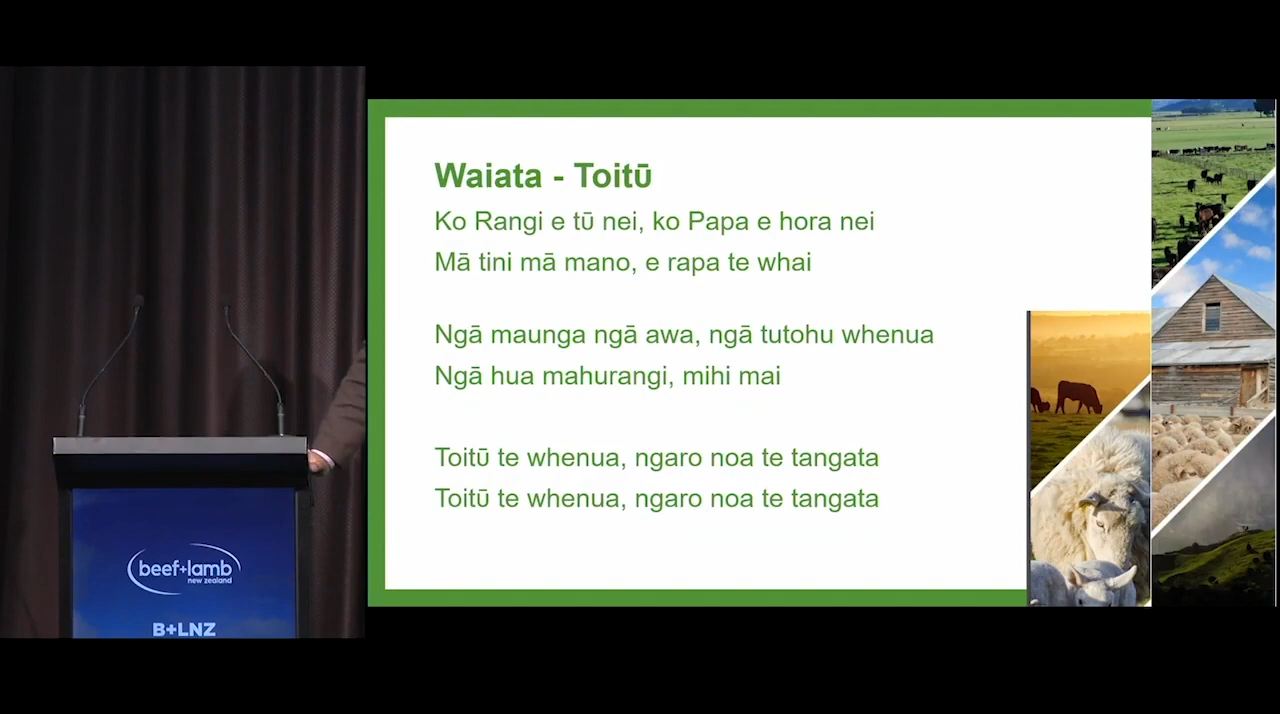 Waiata - Toitū
Ko Rangi e tū nei, ko Papa e hora nei
Mā tini mā mano, e rapa te whai
Ngā maunga ngā awa, ngā tutohu whenua
Ngā hua mahurangi, mihi mai
Toitū te whenua, ngaro noa te tangata
Toitū te whenua, ngaro noa te tangata
beef+lamb
new zealand
B+LNZ